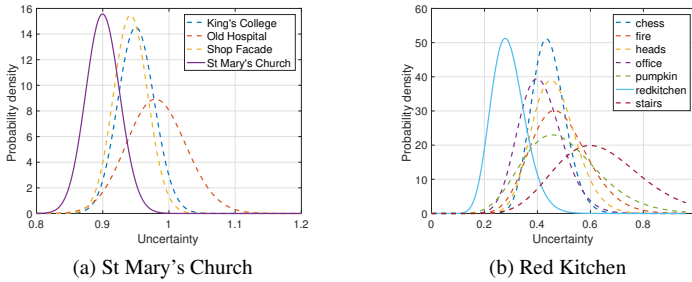 16
14
12
10
8
6
4
2
0
Probability density
0.8
0.9
1
1.1
1.2
Uncertainty
King's College
Old Hospital
Shop Facade
St Mary's Church
(a) St Mary's Church
60
50
40
30
20
10
0
Probability density
0
0.2
0.4
0.6
0.8
Uncertainty
chess
fire
heads
office
pumpkin
redkitchen
stairs
(b) Red Kitchen